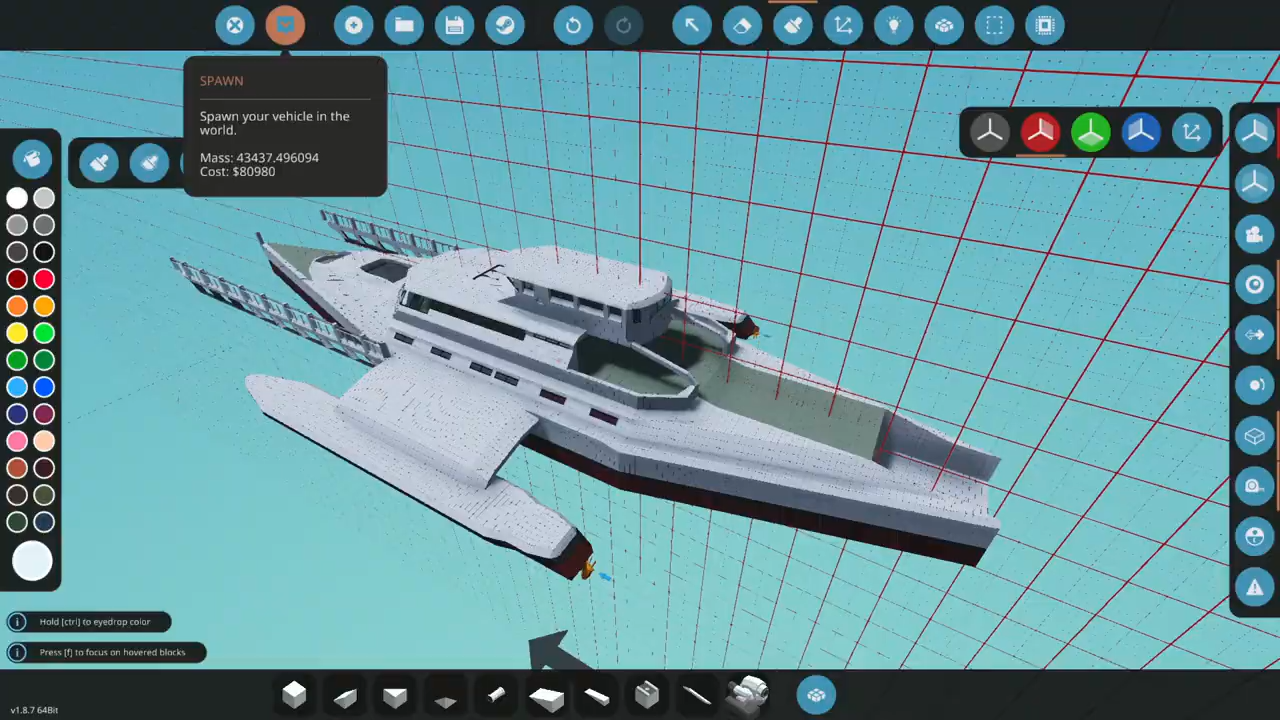 SPAWN
Spawn your vehicle in the
world.
Mass: 43437.496094
Cost: $80980
Hold [ctrl] to eyedrop color
Press [f] to focus on hovered blocks
v1.8.7 64Bit